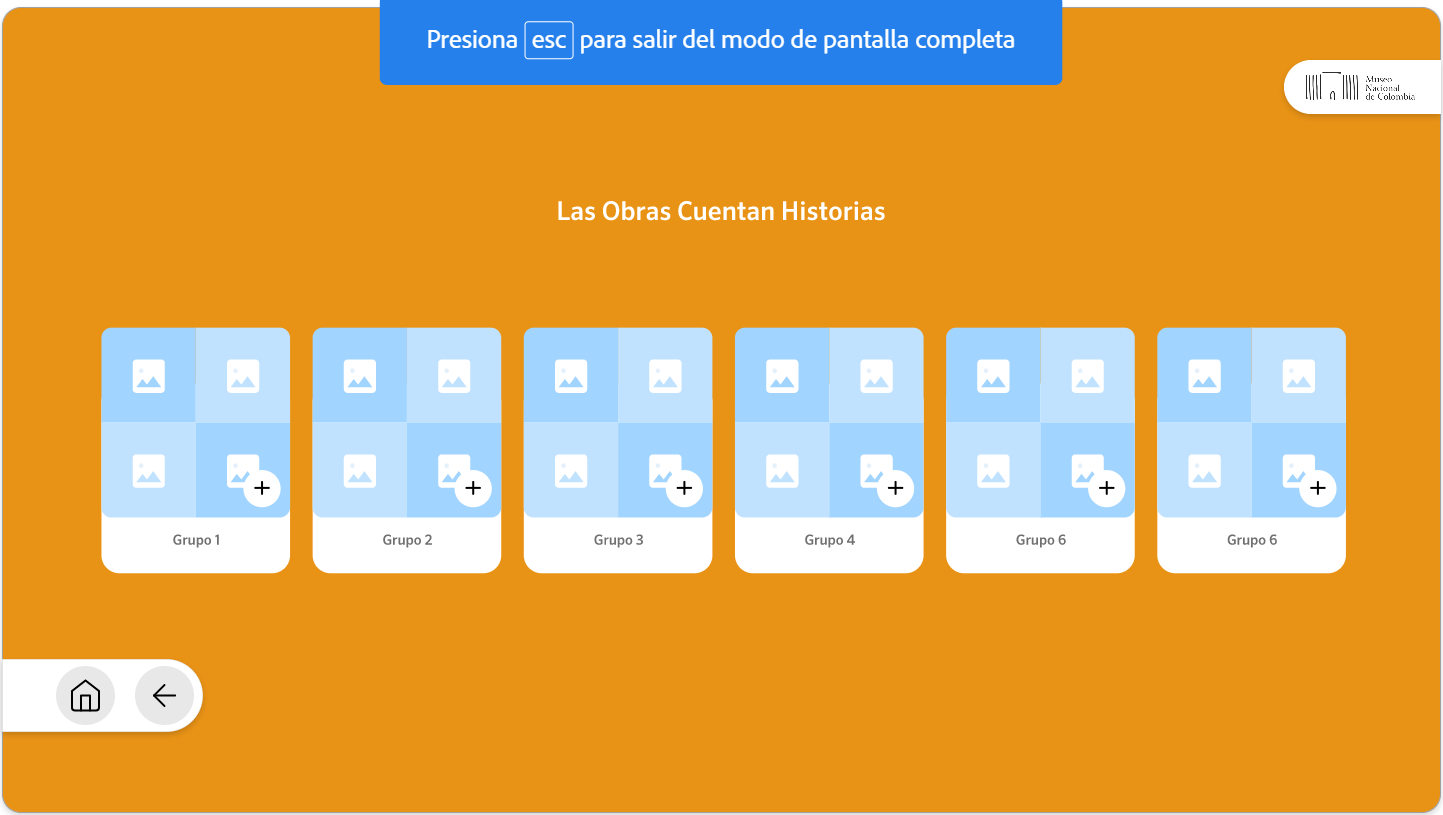 Presiona esc para salir del modo de pantalla completa
Museo
Nacional
de Colombia
Las Obras Cuentan Historias
Grupo 1
Grupo 2
Grupo 3
Grupo 4
Grupo 6
Grupo 6